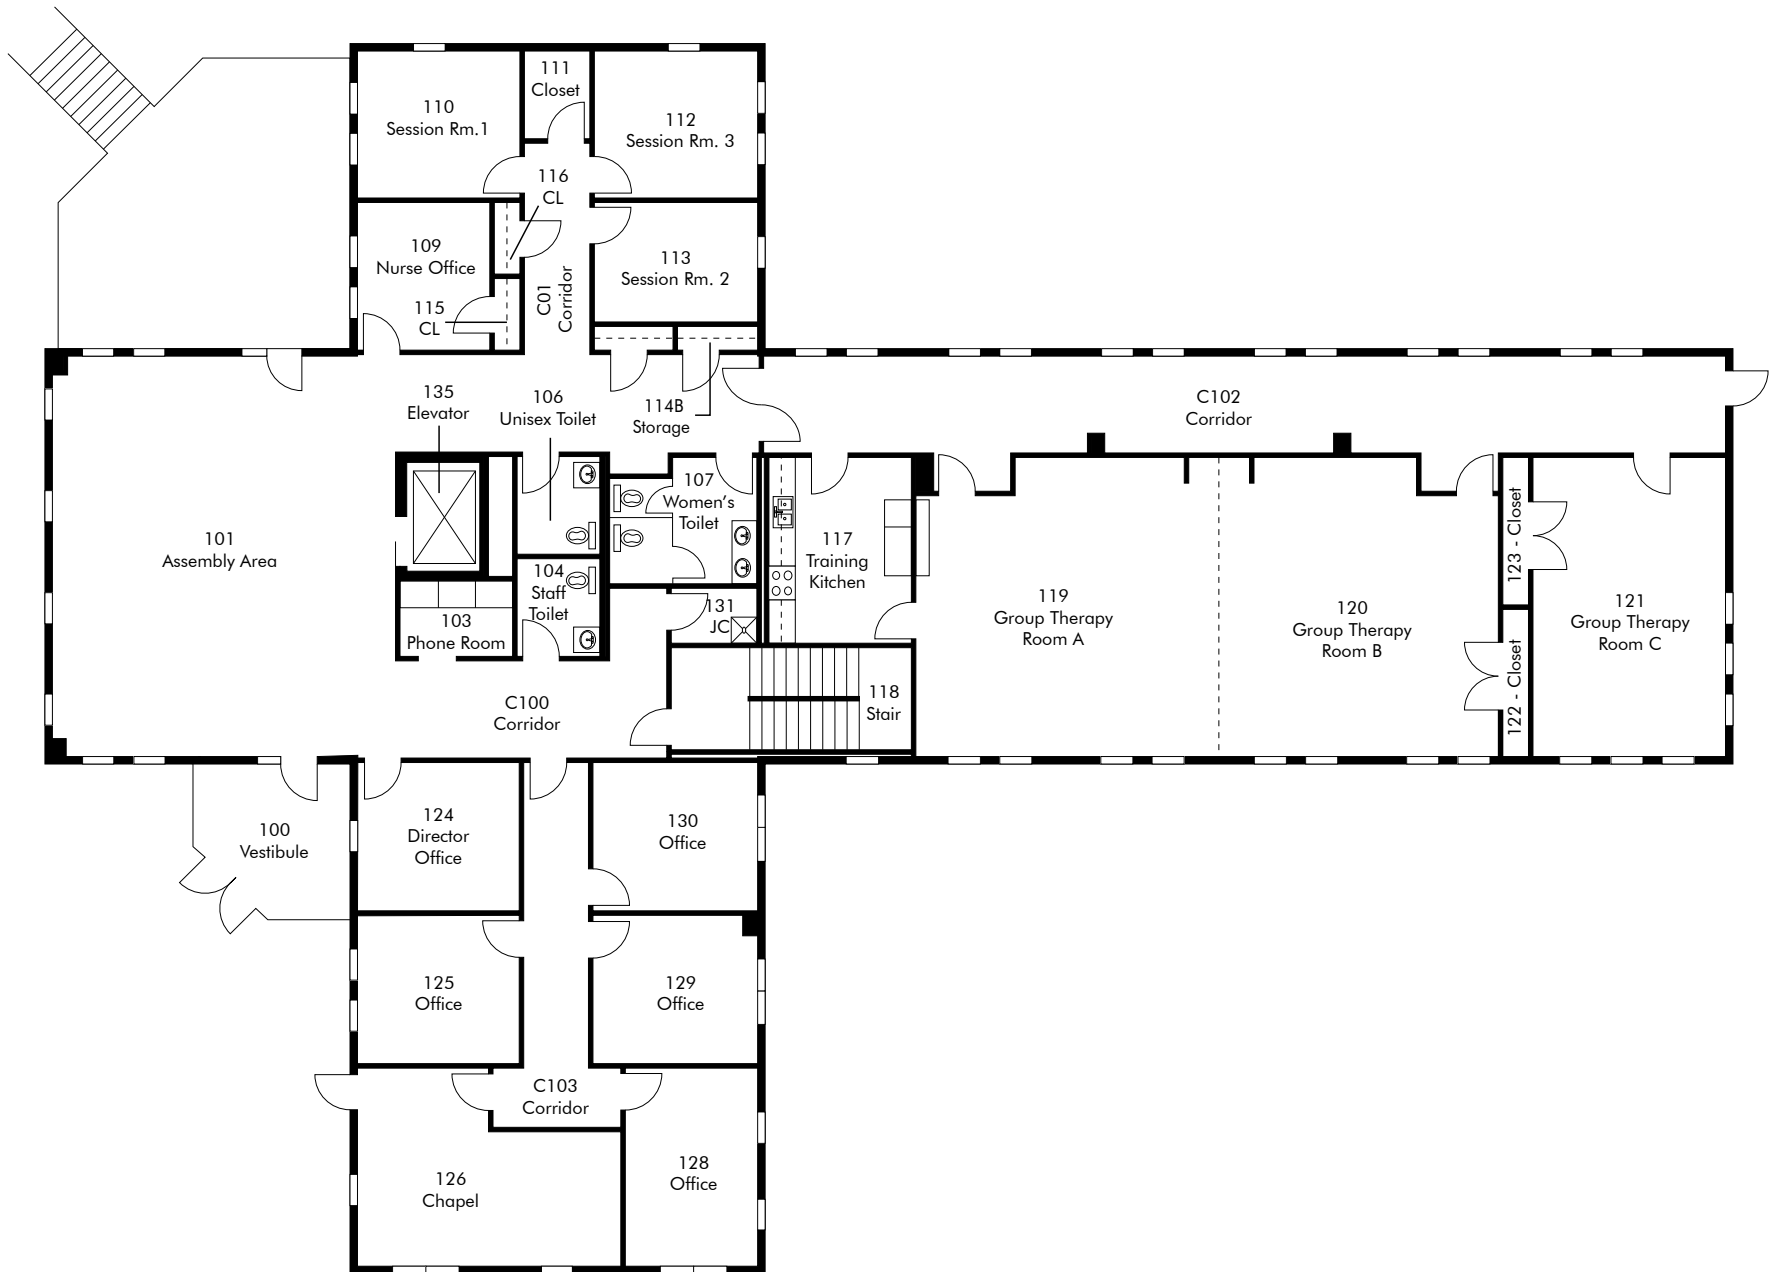 111
Closet
110
Session Rm.1
112
Session Rm. 3
116
CL
109
Nurse Office
113
Session Rm. 2
115
CL
C01
Corridor
135
Elevator
106
Unisex Toilet
114B
Storage
C102
Corridor
107
Women's
Toilet
101
Assembly Area
117
Training
Kitchen
123 - Closet
104
Staff
Toilet
119
Group Therapy
Room A
120
Group Therapy
Room B
121
Group Therapy
Room C
131
JC
103
Phone Room
122 - Closet
118
Stair
C100
Corridor
124
Director
Office
130
Office
100
Vestibule
125
Office
129
Office
C103
Corridor
126
Chapel
128
Office